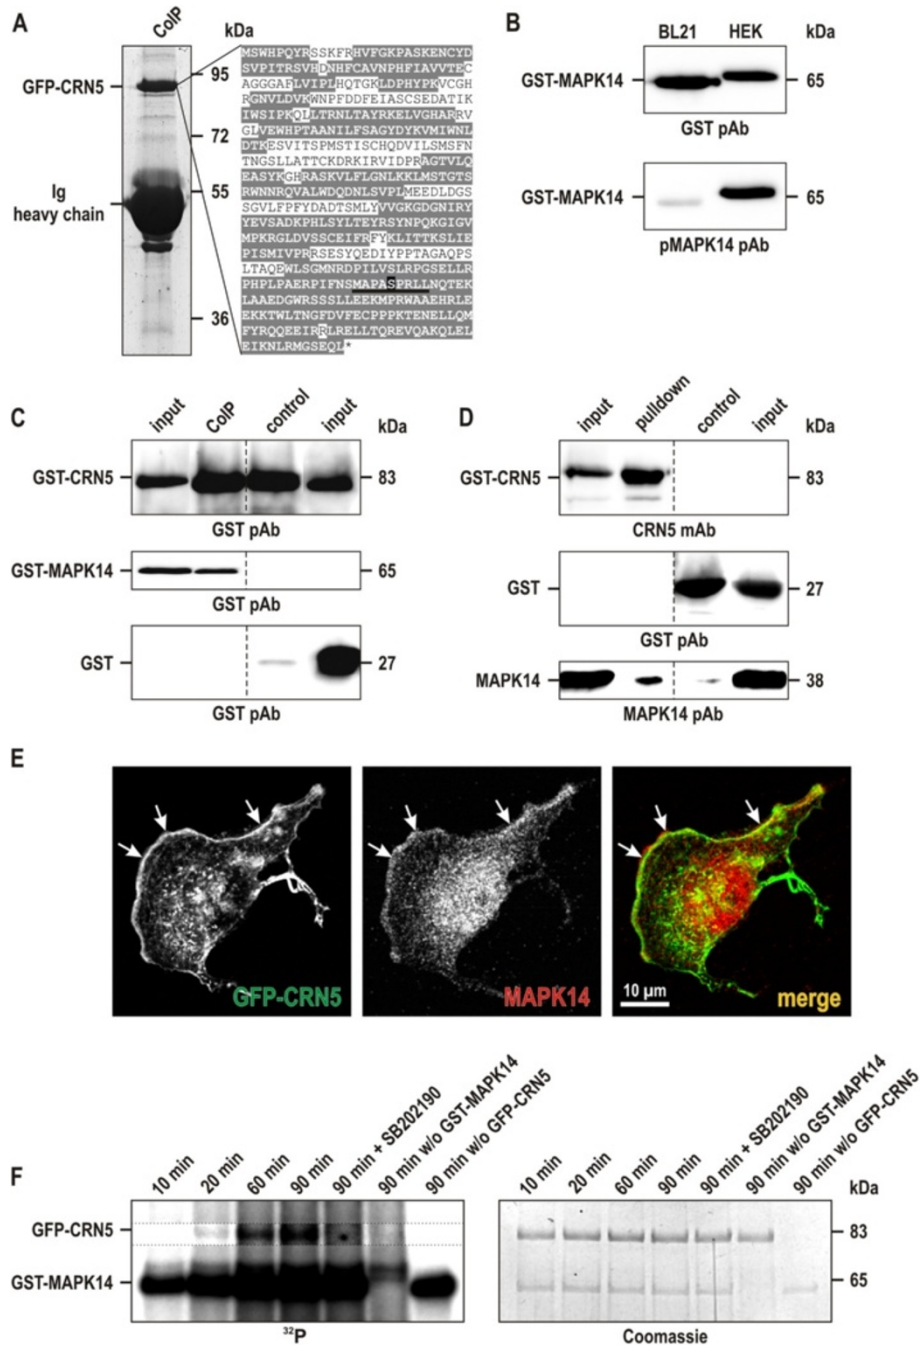 A
CoIP
kDa
GFP-CRN5
95
72
55
36
Ig
heavy chain
MSWHPQYRSSKFRHVFGKPASKENCYD
SVPITRSVHDNHFCAVNPHFIAVVTEC
AGGGAFLVIPLHQTGKLDPHYPKVCGH
RGNVLDVKWNPFDDFEIASCSEDATIK
IWSIPKQLLTRNLTAYRKELVGHARRV
GLVEWHPTAANILFSAGYDYKVMIWNL
DTKESVITSPMSTISCHQDVILSMSFN
TNGSLLATTCKDRKIRVIDPRAGTVLQ
EASYKGHRASKVLFLGNLKKLMSTGTS
RWNNRQVALWDQDNLSVPLMEEDLDGS
SGVLFPFYDADTSMLYVVGKGDGNIRY
YEVSADKPHLSYLTEYRSYNPQKGIGV
MPKRGLDVSSCEIFRFYKLITTKSLIE
PISMIVPRRSESYQEDIYPPTAGAQPS
LTAQEWLSGMNRDPILVSLRPGSELLR
PHPLPAERPIFNSMAPASPRLLNQTEK
LAAEDGWRSSSLLEEKMPRWAAEHRLE
EKKTWLTNGFDVFECPPPKTENELLQM
FYRQQEEIRRLRELLTQREVQAKQLEL
EIKNLRMGSEQL*
B
BL21 HEK kDa
GST-MAPK14 65
GST pAb
GST-MAPK14 65
pMAPK14 pAb
C
input CoIP control input kDa
GST-CRN5 83
GST pAb
GST-MAPK14 65
GST pAb
GST 27
GST pAb
D
input pulldown control input kDa
GST-CRN5 83
CRN5 mAb
GST 27
GST pAb
MAPK14 38
MAPK14 pAb
E
GFP-CRN5
MAPK14
10 µm
merge
F
10 min 20 min 60 min 90 min 90 min + SB202190 90 min w/o GST-MAPK14 90 min w/o GFP-CRN5
GFP-CRN5
GST-MAPK14
32P
10 min 20 min 60 min 90 min 90 min + SB202190 90 min w/o GST-MAPK14 90 min w/o GFP-CRN5
kDa
83
65
Coomassie